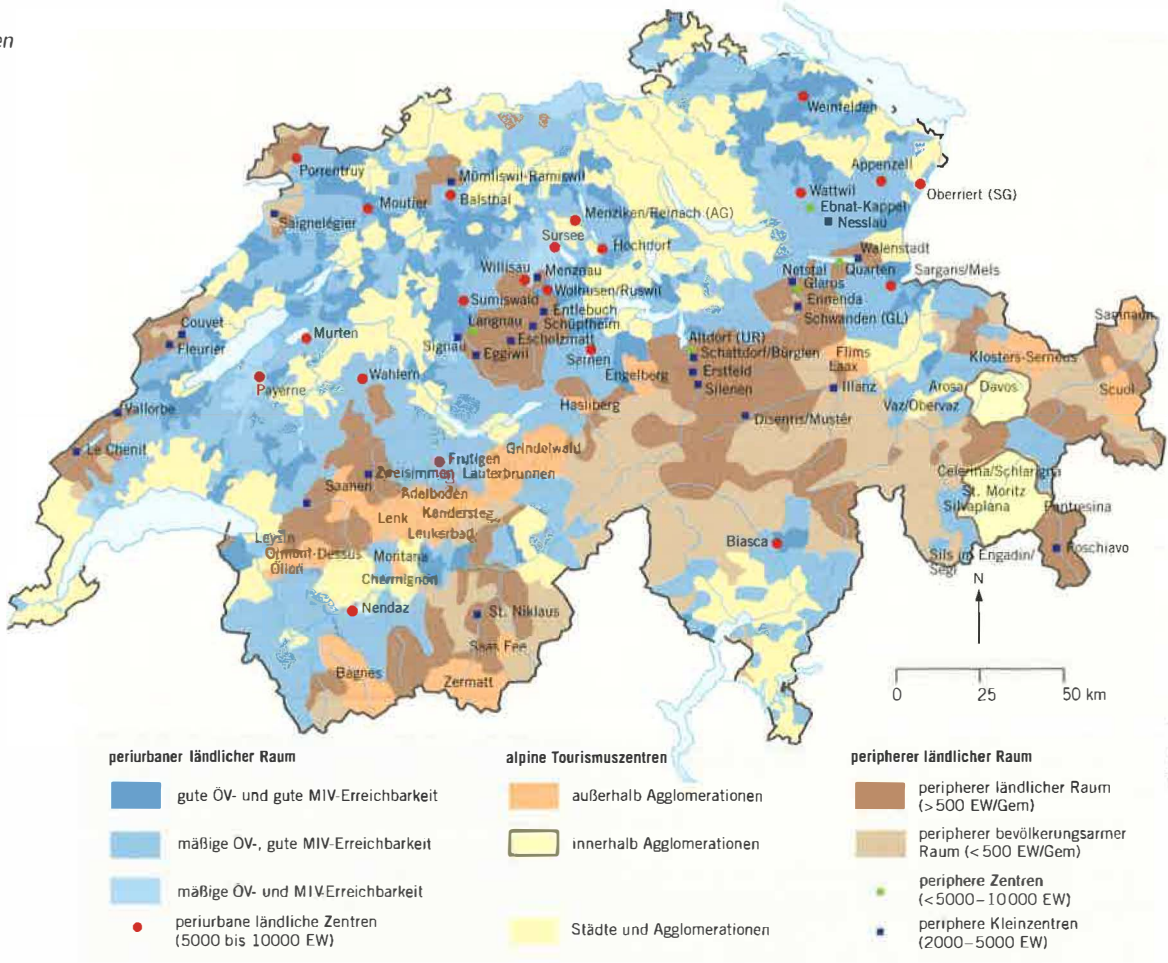 en
Weinfelden
Appenzell
Oberriet (SG)
Wattwil
Ebnat-Kappel
Nesslau
Porrentruy
Mümliswil-Ramiswil
Balsthal
Moutier
Saignelégier
Menziken/Reinach (AG)
Sursee
Hochdorf
Walenstadt
Quarten
Sargans/Mels
Netstal
Glarus
Ennenda
Schwanden (GL)
Willisau
Menznau
Wolhusen/Ruswil
Sumiswald
Entlebuch
Langnau
Schüpfheim
Signau
Escholzmatt
Eggiwil
Sarnen
Couvet
Fleurier
Murten
Altdorf (UR)
Schattdorf/Bürglen
Erstfeld
Silenen
Engelberg
Flims
Laax
Samnaun
Klosters-Serneus
Payerne
Wahlern
Hasliberg
Illanz
Arosa
Davos
Scuol
Vaz/Obervaz
Disentis/Mustér
Vallorbe
Le Chenit
Grindelwald
Frutigen
Zweisimmen
Lauterbrunnen
Saanen
Adelboden
Lenk
Kandersteg
Leukerbad
Celerina/Schlarigna
St. Moritz
Silvaplana
Pontresina
Biasca
Poschiavo
Sils im Engadin/
Segl
Leysin
Ormont-Dessus
Ollon
Montana
Chermignon
Nendaz
St. Niklaus
Saas Fee
Bagnes
Zermatt
N
0 25 50 km
periurbaner ländlicher Raum
gute ÖV- und gute MIV-Erreichbarkeit
mäßige ÖV-, gute MIV-Erreichbarkeit
mäßige ÖV- und MIV-Erreichbarkeit
periurbane ländliche Zentren
(5000 bis 10000 EW)
alpine Tourismuszentren
außerhalb Agglomerationen
innerhalb Agglomerationen
Städte und Agglomerationen
peripherer ländlicher Raum
peripherer ländlicher Raum
(>500 EW/Gem)
peripherer bevölkerungsarmer
Raum (<500 EW/Gem)
periphere Zentren
(<5000–10000 EW)
periphere Kleinzentren
(2000–5000 EW)